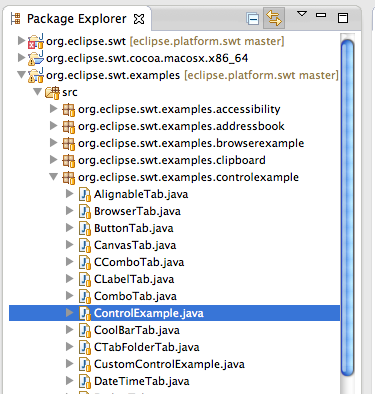 Package Explorer
org.eclipse.swt [eclipse.platform.swt master]
org.eclipse.swt.cocoa.macosx.x86_64
org.eclipse.swt.examples [eclipse.platform.swt master]
src
org.eclipse.swt.examples.accessibility
org.eclipse.swt.examples.addressbook
org.eclipse.swt.examples.browserexample
org.eclipse.swt.examples.clipboard
org.eclipse.swt.examples.controlexample
AlignableTab.java
BrowserTab.java
ButtonTab.java
CanvasTab.java
CComboTab.java
CLabelTab.java
ComboTab.java
ControlExample.java
CoolBarTab.java
CTabFolderTab.java
CustomControlExample.java
DateTimeTab.java